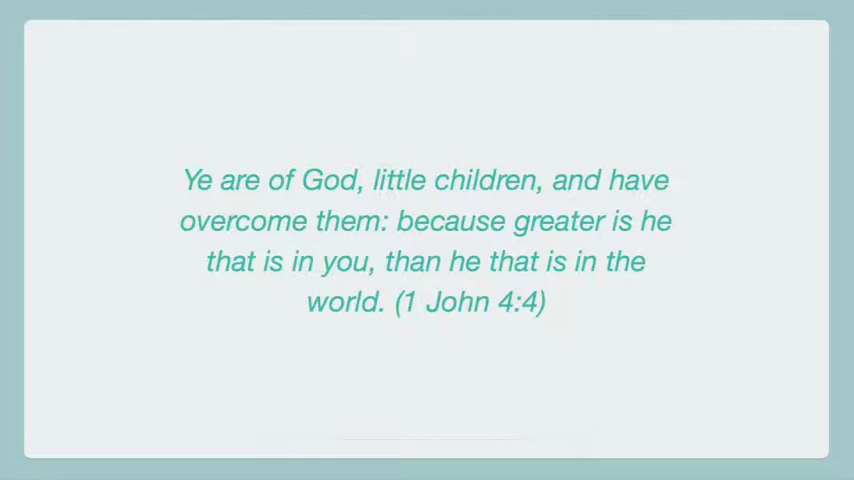 Ye are of God, little children, and have
overcome them: because greater is he
that is in you, than he that is in the
world. (1 John 4:4)